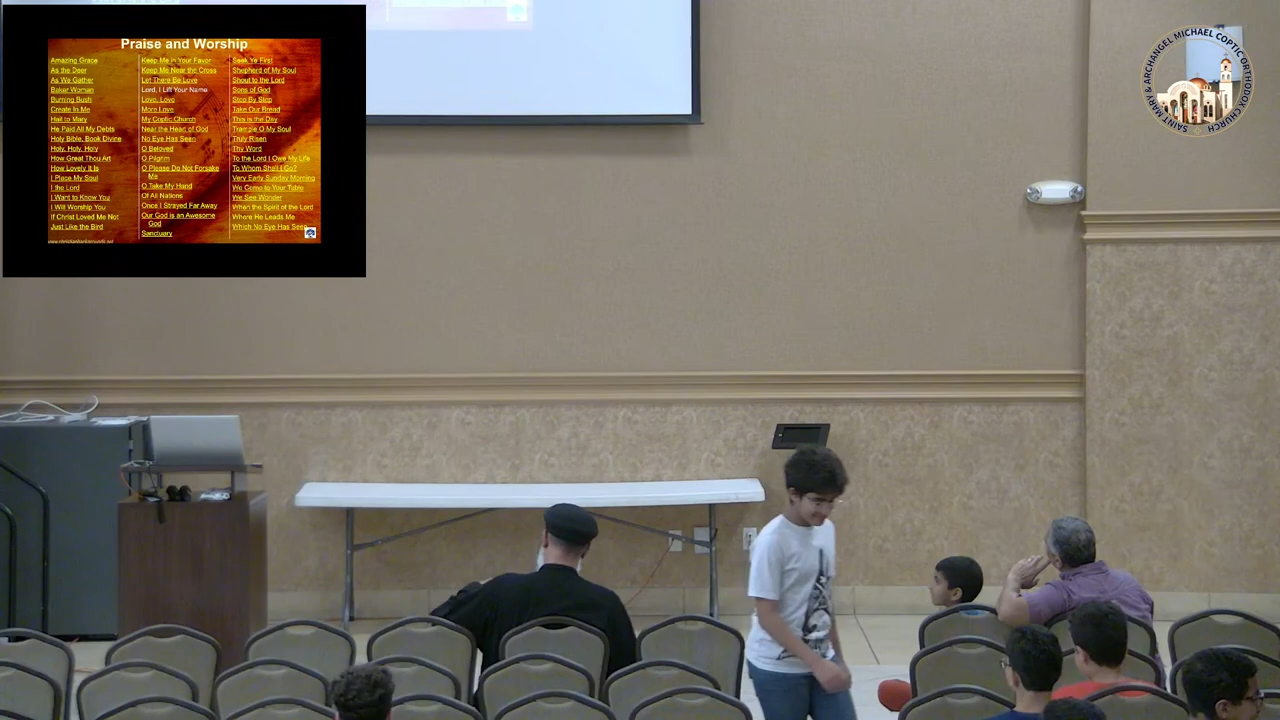 Praise and Worship
Amazing Grace
As the Deer
As We Gather
Baker Woman
Burning Bush
Create In Me
Hail to Mary
He Paid All My Debts
Holy Bible, Book Divine
Holy, Holy, Holy
How Great Thou Art
How Lovely It Is
I Place My Soul
I the Lord
I Want to Know You
I Will Worship You
If Christ Loved Me Not
Just Like the Bird
Keep Me in Your Favor
Keep Me Near the Cross
Let There Be Love
Lord, I Lift Your Name
Love, Love
More Love
My Coptic Church
Near the Heart of God
No Eye Has Seen
O Beloved
O Pilgrim
O Please Do Not Forsake
Me
O Take My Hand
Of All Nations
Once I Strayed Far Away
Our God is an Awesome
God
Sanctuary
Seek Ye First
Shepherd of My Soul
Shout to the Lord
Sons of God
Step By Step
Take Our Bread
This is the Day
Trample O My Soul
Truly Risen
Thy Word
To the Lord I Owe My Life
To Whom Shall I Go?
Very Early Sunday Morning
We Come to Your Table
We See Wonder
When the Spirit of the Lord
Where He Leads Me
Which No Eye Has Seen
SAINT MARY & ARCHANGEL MICHAEL COPTIC ORTHODOX CHURCH